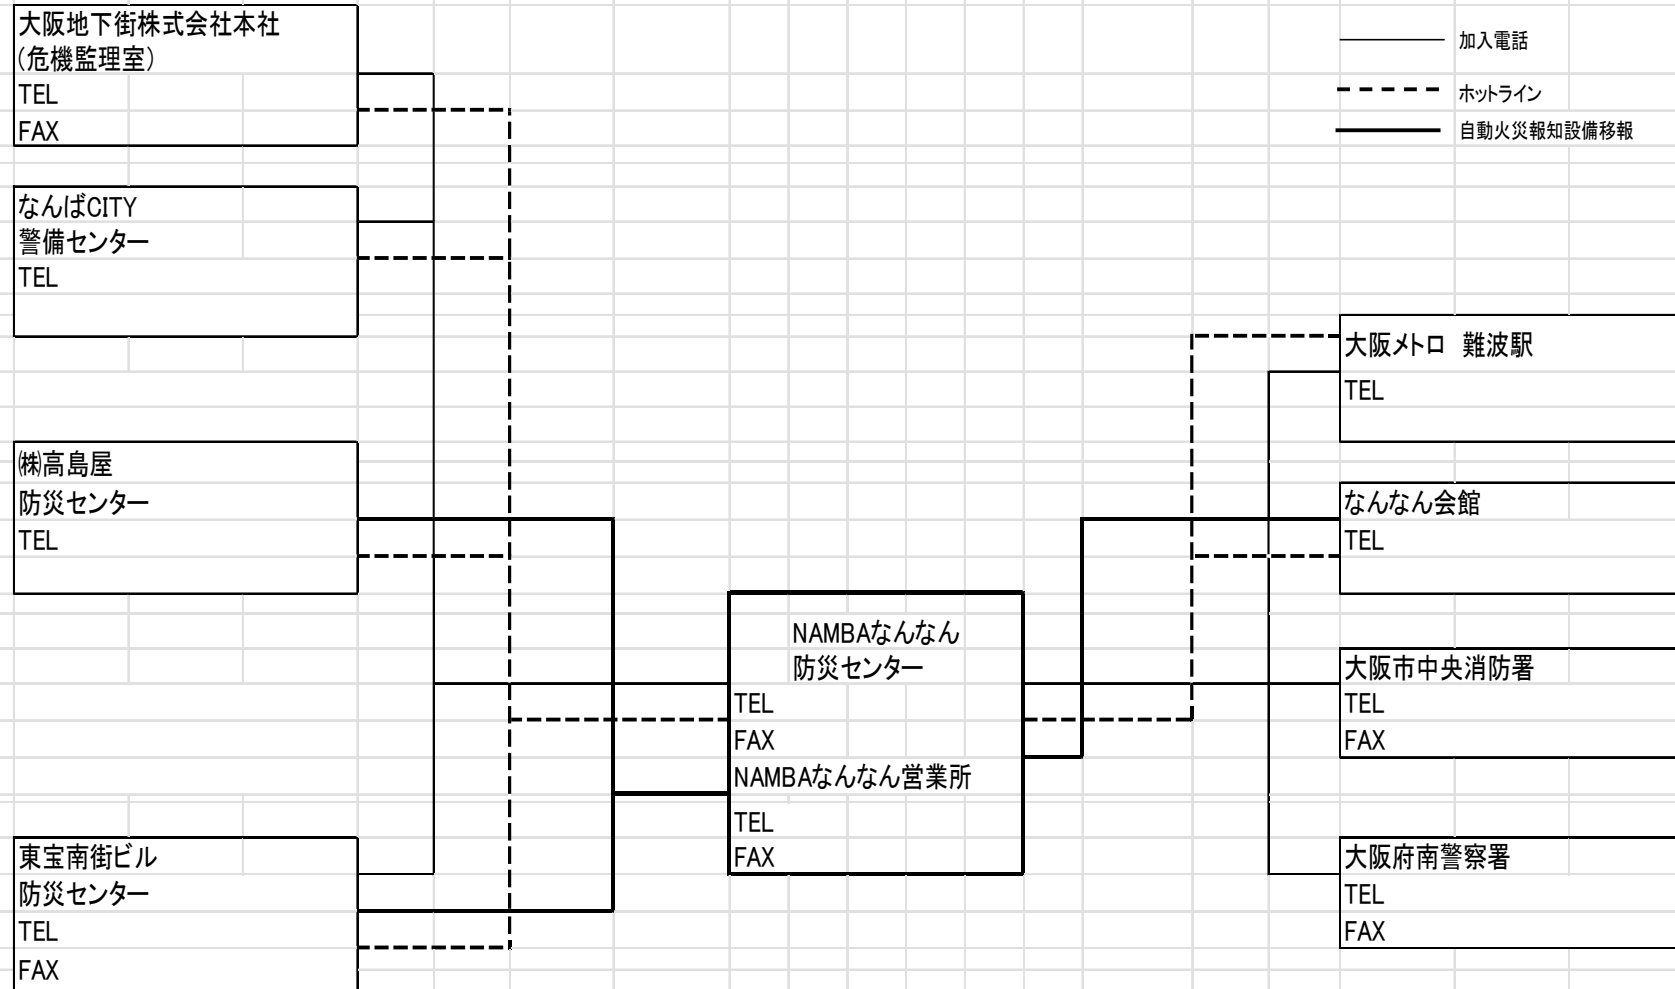 大阪地下街株式会社本社
(危機監理室)
TEL
FAX
なんばCITY
警備センター
TEL
㈱高島屋
防災センター
TEL
東宝南街ビル
防災センター
TEL
FAX
NAMBAなんなん
防災センター
TEL
FAX
NAMBAなんなん営業所
TEL
FAX
加入電話
ホットライン
自動火災報知設備移報
大阪メトロ 難波駅
TEL
なんなん会館
TEL
大阪市中央消防署
TEL
FAX
大阪府南警察署
TEL
FAX